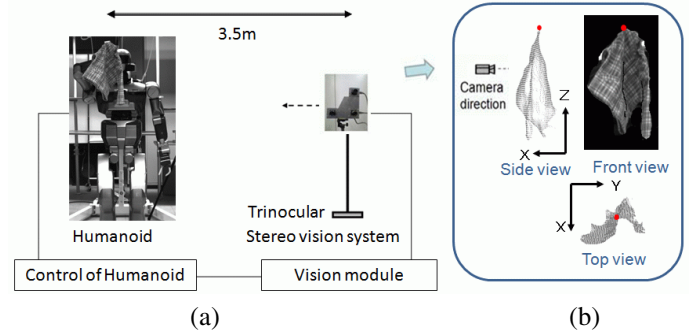 3.5m
Humanoid
Trinocular
Stereo vision system
Control of Humanoid
Vision module
(a)
Camera
direction
Z
X
Side view
Front view
Y
X
Top view
(b)